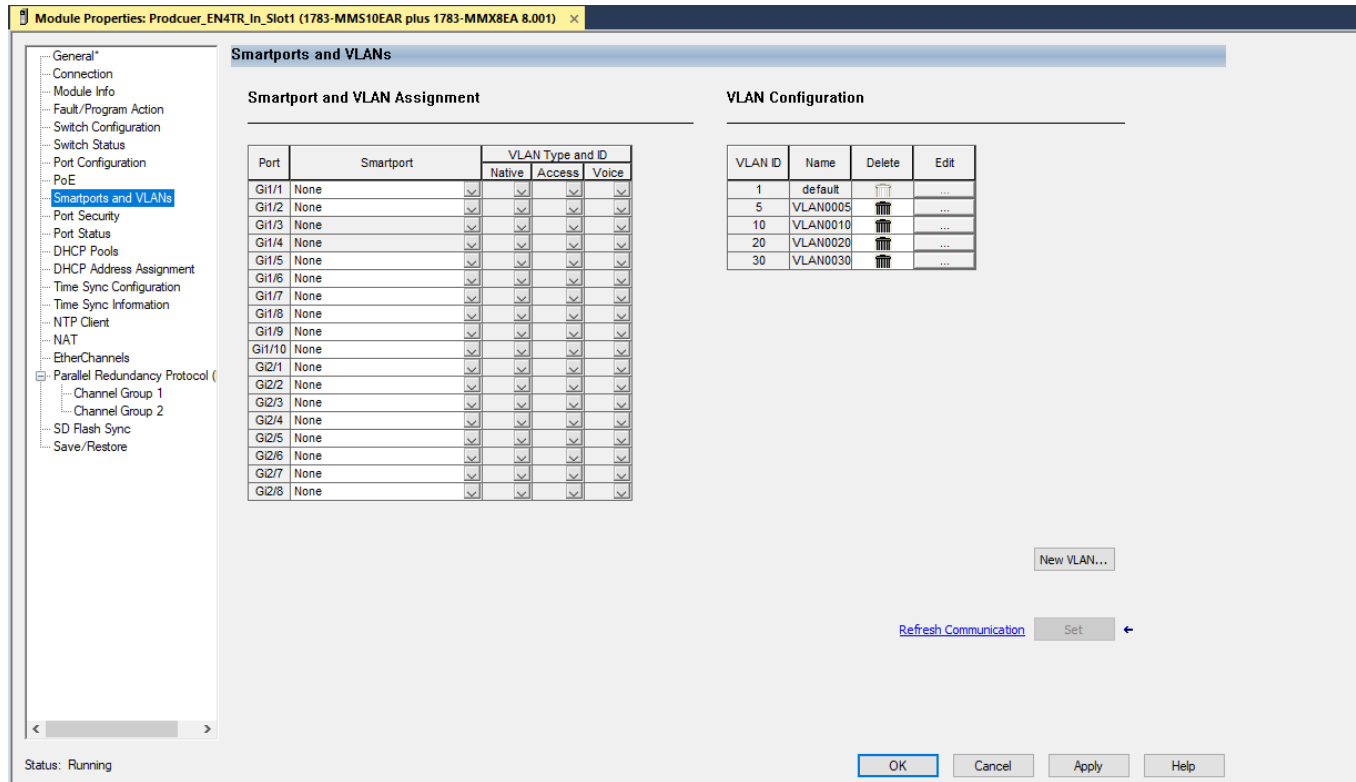 Module Properties: Prodcuer_EN4TR_In_Slot1 (1783-MMS10EAR plus 1783-MMX8EA 8.001) ×
General*
Connection
Module Info
Fault/Program Action
Switch Configuration
Switch Status
Port Configuration
PoE
Smartports and VLANs
Port Security
Port Status
DHCP Pools
DHCP Address Assignment
Time Sync Configuration
Time Sync Information
NTP Client
NAT
EtherChannels
Parallel Redundancy Protocol (
Channel Group 1
Channel Group 2
SD Flash Sync
Save/Restore
Smartports and VLANs
Smartport and VLAN Assignment
Port Smartport VLAN Type and ID
Native Access Voice
Gi1/1 None
Gi1/2 None
Gi1/3 None
Gi1/4 None
Gi1/5 None
Gi1/6 None
Gi1/7 None
Gi1/8 None
Gi1/9 None
Gi1/10 None
Gi2/1 None
Gi2/2 None
Gi2/3 None
Gi2/4 None
Gi2/5 None
Gi2/6 None
Gi2/7 None
Gi2/8 None
VLAN Configuration
VLAN ID Name Delete Edit
1 default ...
5 VLAN0005 ...
10 VLAN0010 ...
20 VLAN0020 ...
30 VLAN0030 ...
New VLAN...
Refresh Communication Set
Status: Running
OK Cancel Apply Help